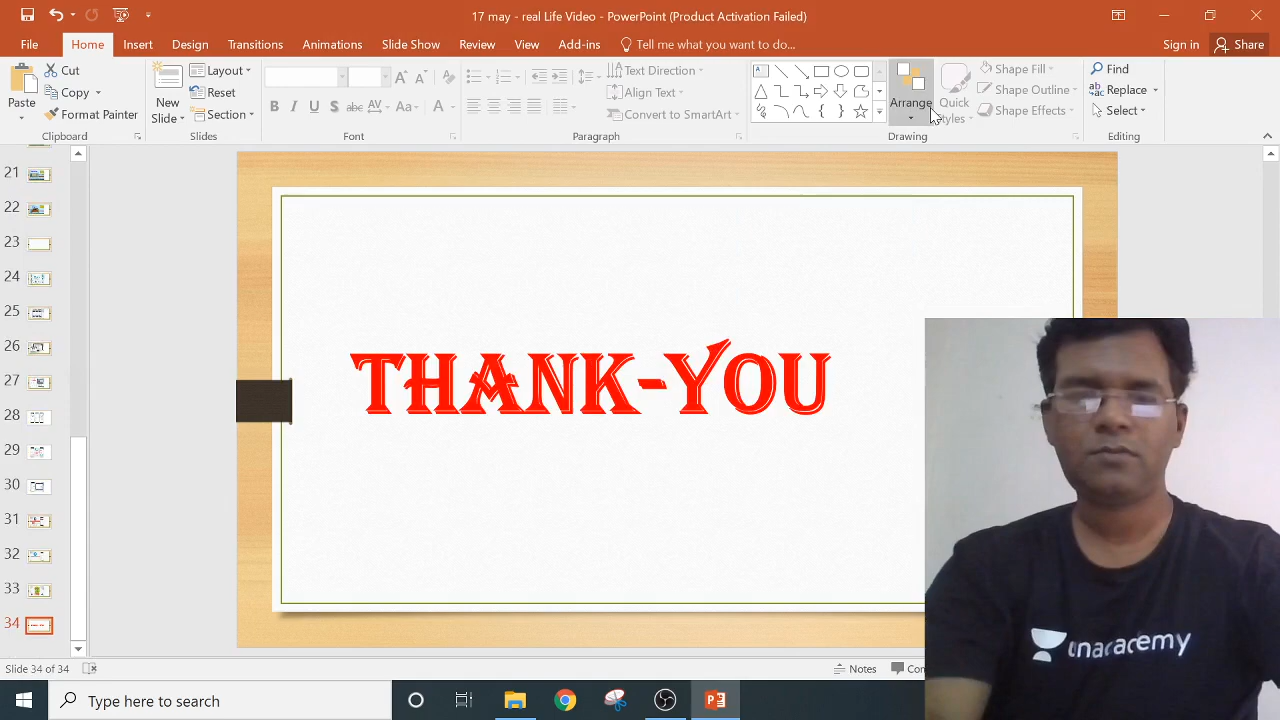 17 may - real Life Video - PowerPoint (Product Activation Failed)
File Home Insert Design Transitions Animations Slide Show Review View Add-ins Tell me what you want to do... Sign in Share
Paste Cut Copy Format Painter
Clipboard
New Slide Layout Reset Section
Slides
B I U S abc AV Aa A
Font
Text Direction Align Text Convert to SmartArt
Paragraph
Arrange Quick Styles Shape Fill Shape Outline Shape Effects
Drawing
Find Replace Select
Editing
21
22
23
24
25
26
27
28
29
30
31
32
33
34
THANK-YOU
unacademy
Slide 34 of 34 Notes
Type here to search